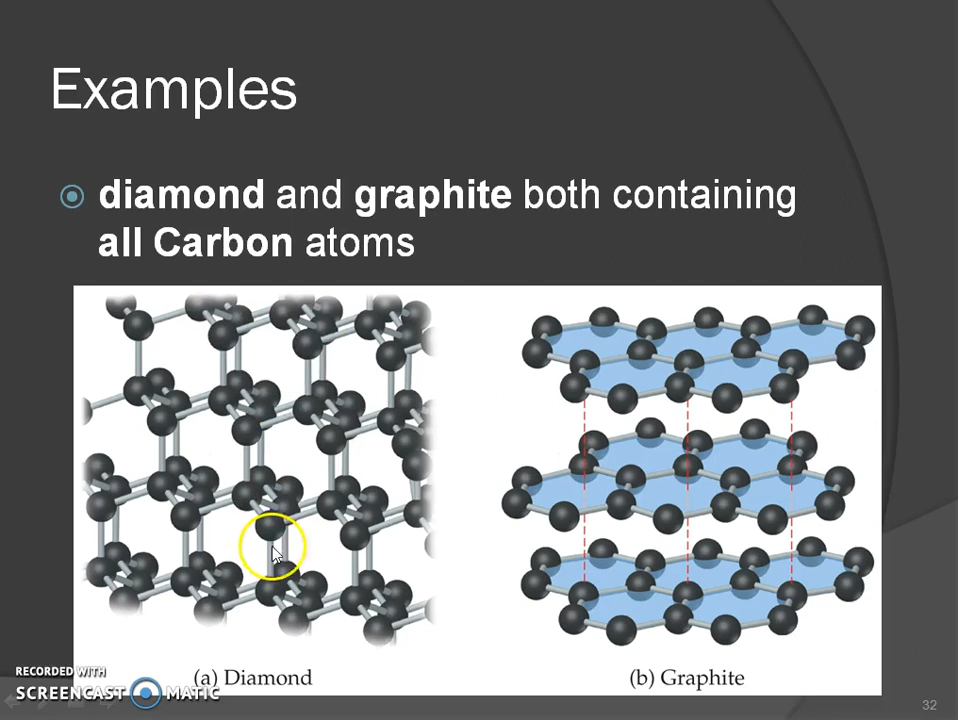 Examples
diamond and graphite both containing
all Carbon atoms
(a) Diamond
(b) Graphite
RECORDED WITH
SCREENCAST MATIC
32